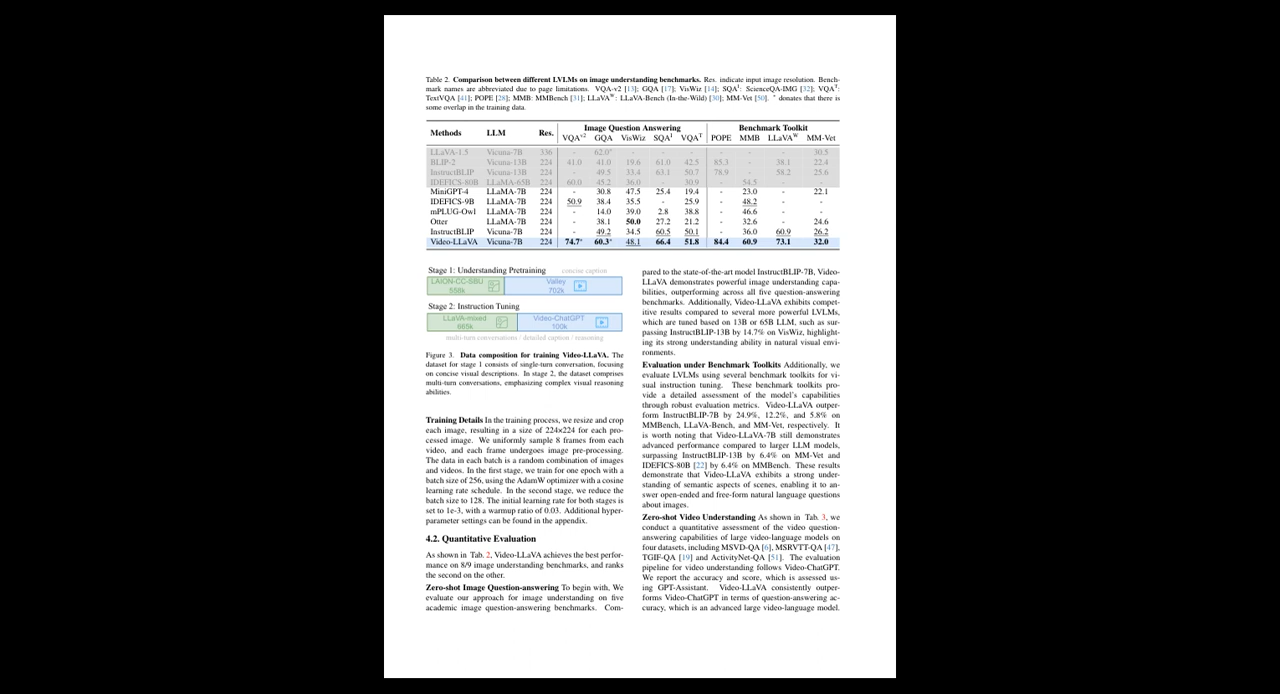 Table 2. Comparison between different LVLMs on image understanding benchmarks. Res. indicate input image resolution. Bench-
mark names are abbreviated due to page limitations. VQA-v2 [13]; GQA [17]; VisWiz [14]; SQA^I: ScienceQA-IMG [32]; VQA^T:
TextVQA [41]; POPE [28]; MMB: MMBench [31]; LLaVA^W: LLaVA-Bench (In-the-Wild) [30]; MM-Vet [50]. * donates that there is
some overlap in the training data.
Methods LLM Res. Image Question Answering Benchmark Toolkit
VQA^v2 GQA VisWiz SQA^I VQA^T POPE MMB LLaVA^W MM-Vet
LLaVA-1.5 Vicuna-7B 336 - 62.0* - - - - - - 30.5
BLIP-2 Vicuna-13B 224 41.0 41.0 19.6 61.0 42.5 85.3 - 38.1 22.4
InstructBLIP Vicuna-13B 224 - 49.5 33.4 63.1 50.7 78.9 - 58.2 25.6
IDEFICS-80B LLaMA-65B 224 60.0 45.2 36.0 - 30.9 - 54.5 - -
MiniGPT-4 LLaMA-7B 224 - 30.8 47.5 25.4 19.4 - 23.0 - 22.1
IDEFICS-9B LLaMA-7B 224 50.9 38.4 35.5 - 25.9 - 48.2 - -
mPLUG-Owl LLaMA-7B 224 - 14.0 39.0 2.8 38.8 - 46.6 - -
Otter LLaMA-7B 224 - 38.1 50.0 27.2 21.2 - 32.6 - 24.6
InstructBLIP Vicuna-7B 224 - 49.2 34.5 60.5 50.1 - 36.0 60.9 26.2
Video-LLaVA Vicuna-7B 224 74.7* 60.3* 48.1 66.4 51.8 84.4 60.9 73.1 32.0
Stage 1: Understanding Pretraining concise caption
LAION-CC-SBU Valley
558k 702k
Stage 2: Instruction Tuning
LLaVA-mixed Video-ChatGPT
665k 100k
multi-turn conversations / detailed caption / reasoning
Figure 3. Data composition for training Video-LLaVA. The
dataset for stage 1 consists of single-turn conversation, focusing
on concise visual descriptions. In stage 2, the dataset comprises
multi-turn conversations, emphasizing complex visual reasoning
abilities.
Training Details In the training process, we resize and crop
each image, resulting in a size of 224×224 for each pro-
cessed image. We uniformly sample 8 frames from each
video, and each frame undergoes image pre-processing.
The data in each batch is a random combination of images
and videos. In the first stage, we train for one epoch with a
batch size of 256, using the AdamW optimizer with a cosine
learning rate schedule. In the second stage, we reduce the
batch size to 128. The initial learning rate for both stages is
set to 1e-3, with a warmup ratio of 0.03. Additional hyper-
parameter settings can be found in the appendix.
4.2. Quantitative Evaluation
As shown in Tab. 2, Video-LLaVA achieves the best perfor-
mance on 8/9 image understanding benchmarks, and ranks
the second on the other.
Zero-shot Image Question-answering To begin with, We
evaluate our approach for image understanding on five
academic image question-answering benchmarks. Com-
pared to the state-of-the-art model InstructBLIP-7B, Video-
LLaVA demonstrates powerful image understanding capa-
bilities, outperforming across all five question-answering
benchmarks. Additionally, Video-LLaVA exhibits compet-
itive results compared to several more powerful LVLMs,
which are tuned based on 13B or 65B LLM, such as sur-
passing InstructBLIP-13B by 14.7% on VisWiz, highlight-
ing its strong understanding ability in natural visual envi-
ronments.
Evaluation under Benchmark Toolkits Additionally, we
evaluate LVLMs using several benchmark toolkits for vi-
sual instruction tuning. These benchmark toolkits pro-
vide a detailed assessment of the model's capabilities
through robust evaluation metrics. Video-LLaVA outper-
form InstructBLIP-7B by 24.9%, 12.2%, and 5.8% on
MMBench, LLaVA-Bench, and MM-Vet, respectively. It
is worth noting that Video-LLaVA-7B still demonstrates
advanced performance compared to larger LLM models,
surpassing InstructBLIP-13B by 6.4% on MM-Vet and
IDEFICS-80B [22] by 6.4% on MMBench. These results
demonstrate that Video-LLaVA exhibits a strong under-
standing of semantic aspects of scenes, enabling it to an-
swer open-ended and free-form natural language questions
about images.
Zero-shot Video Understanding As shown in Tab. 3, we
conduct a quantitative assessment of the video question-
answering capabilities of large video-language models on
four datasets, including MSVD-QA [6], MSRVTT-QA [47],
TGIF-QA [19] and ActivityNet-QA [51]. The evaluation
pipeline for video understanding follows Video-ChatGPT.
We report the accuracy and score, which is assessed us-
ing GPT-Assistant. Video-LLaVA consistently outper-
forms Video-ChatGPT in terms of question-answering ac-
curacy, which is an advanced large video-language model.